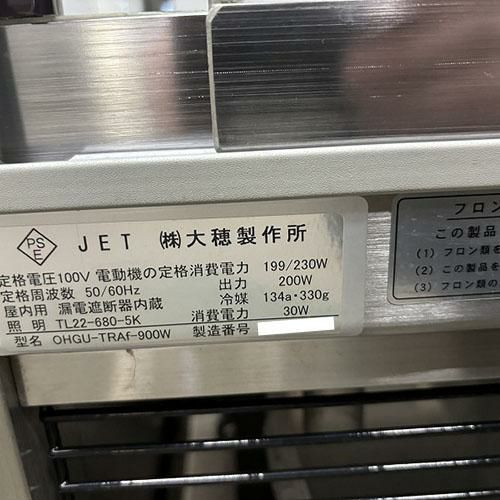 PS
E
JET ㈱大穂製作所
定格電圧100V 電動機の定格消費電力 199/230W
定格周波数 50/60Hz 出力 200W
屋内用 漏電遮断器内蔵 冷媒 134a・330g
照明 TL22-680-5K 消費電力 30W
型名 OHGU-TRAf-900W 製造番号
フロン
この製品
(1) フロン類を
(2) この製品を
(3) フロン類の